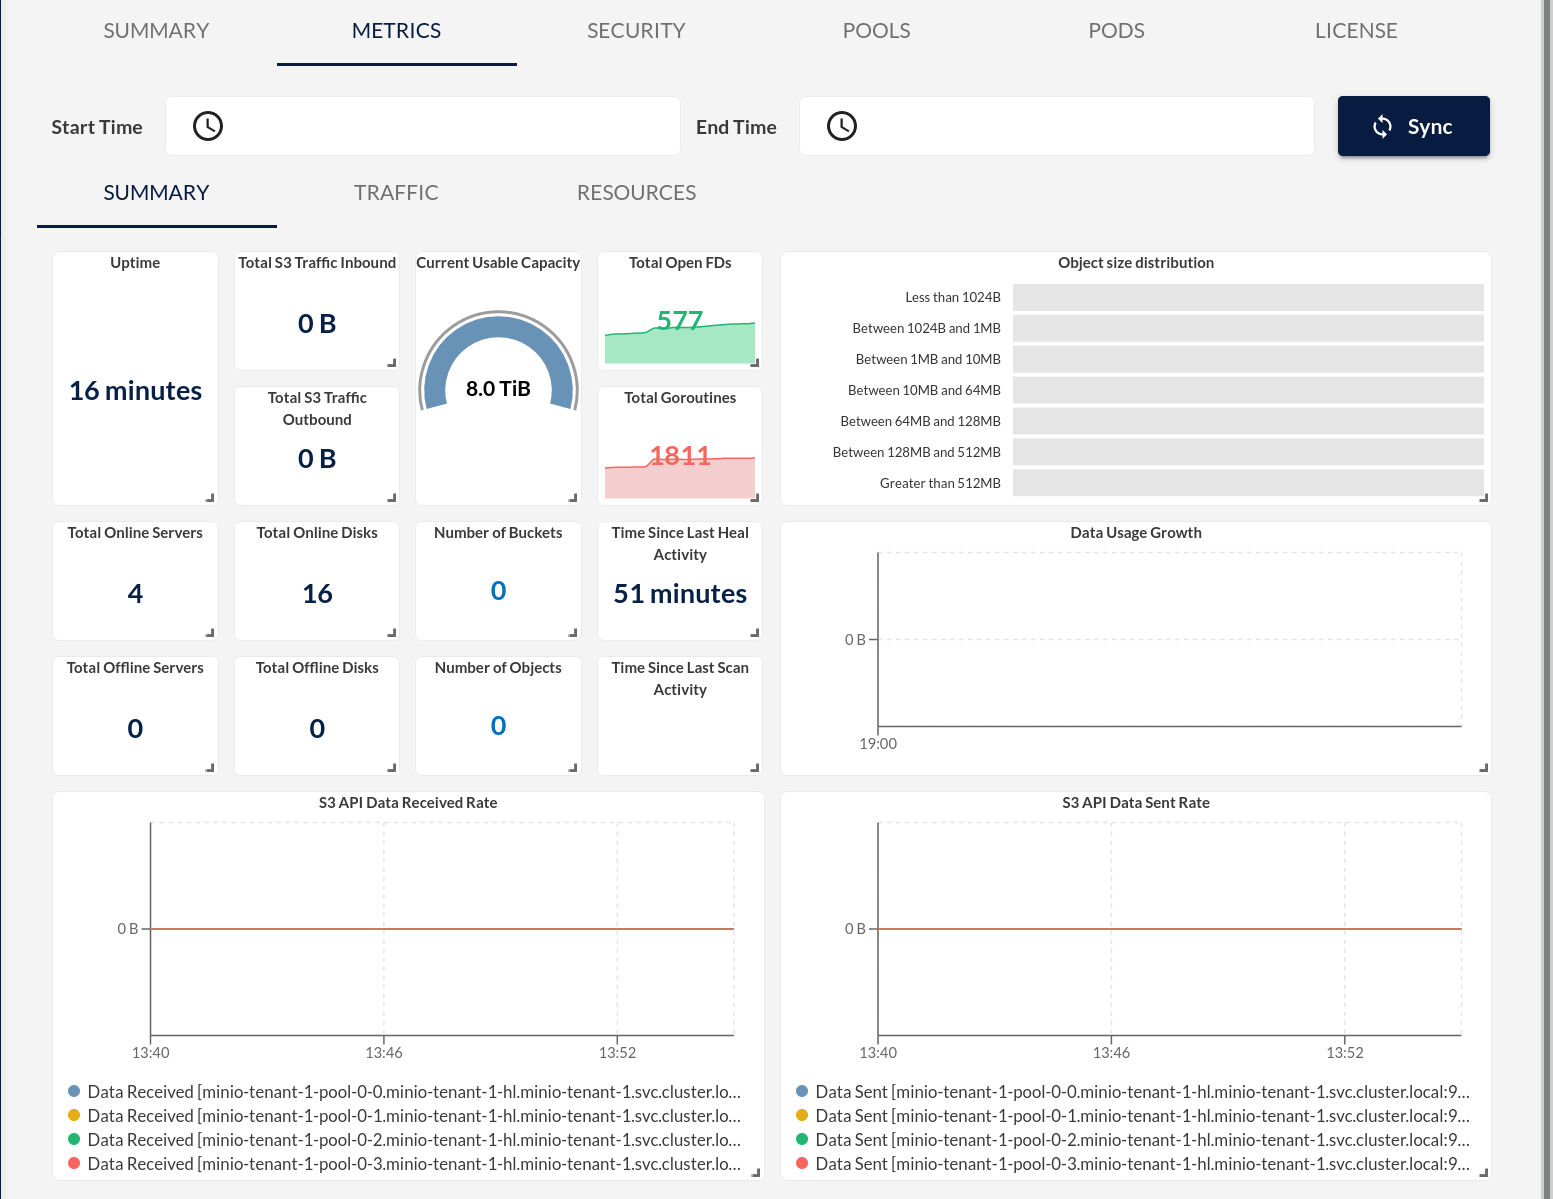 SUMMARY METRICS SECURITY POOLS PODS LICENSE
Start Time End Time Sync
SUMMARY TRAFFIC RESOURCES
Uptime
16 minutes
Total S3 Traffic Inbound
0 B
Total S3 Traffic
Outbound
0 B
Current Usable Capacity
8.0 TiB
Total Open FDs
577
Total Goroutines
1811
Object size distribution
Less than 1024B
Between 1024B and 1MB
Between 1MB and 10MB
Between 10MB and 64MB
Between 64MB and 128MB
Between 128MB and 512MB
Greater than 512MB
Total Online Servers
4
Total Online Disks
16
Number of Buckets
0
Time Since Last Heal
Activity
51 minutes
Total Offline Servers
0
Total Offline Disks
0
Number of Objects
0
Time Since Last Scan
Activity
Data Usage Growth
0 B
19:00
S3 API Data Received Rate
0 B
13:40 13:46 13:52
Data Received [minio-tenant-1-pool-0-0.minio-tenant-1-hl.minio-tenant-1.svc.cluster.lo...
Data Received [minio-tenant-1-pool-0-1.minio-tenant-1-hl.minio-tenant-1.svc.cluster.lo...
Data Received [minio-tenant-1-pool-0-2.minio-tenant-1-hl.minio-tenant-1.svc.cluster.lo...
Data Received [minio-tenant-1-pool-0-3.minio-tenant-1-hl.minio-tenant-1.svc.cluster.lo...
S3 API Data Sent Rate
0 B
13:40 13:46 13:52
Data Sent [minio-tenant-1-pool-0-0.minio-tenant-1-hl.minio-tenant-1.svc.cluster.local:9...
Data Sent [minio-tenant-1-pool-0-1.minio-tenant-1-hl.minio-tenant-1.svc.cluster.local:9...
Data Sent [minio-tenant-1-pool-0-2.minio-tenant-1-hl.minio-tenant-1.svc.cluster.local:9...
Data Sent [minio-tenant-1-pool-0-3.minio-tenant-1-hl.minio-tenant-1.svc.cluster.local:9...